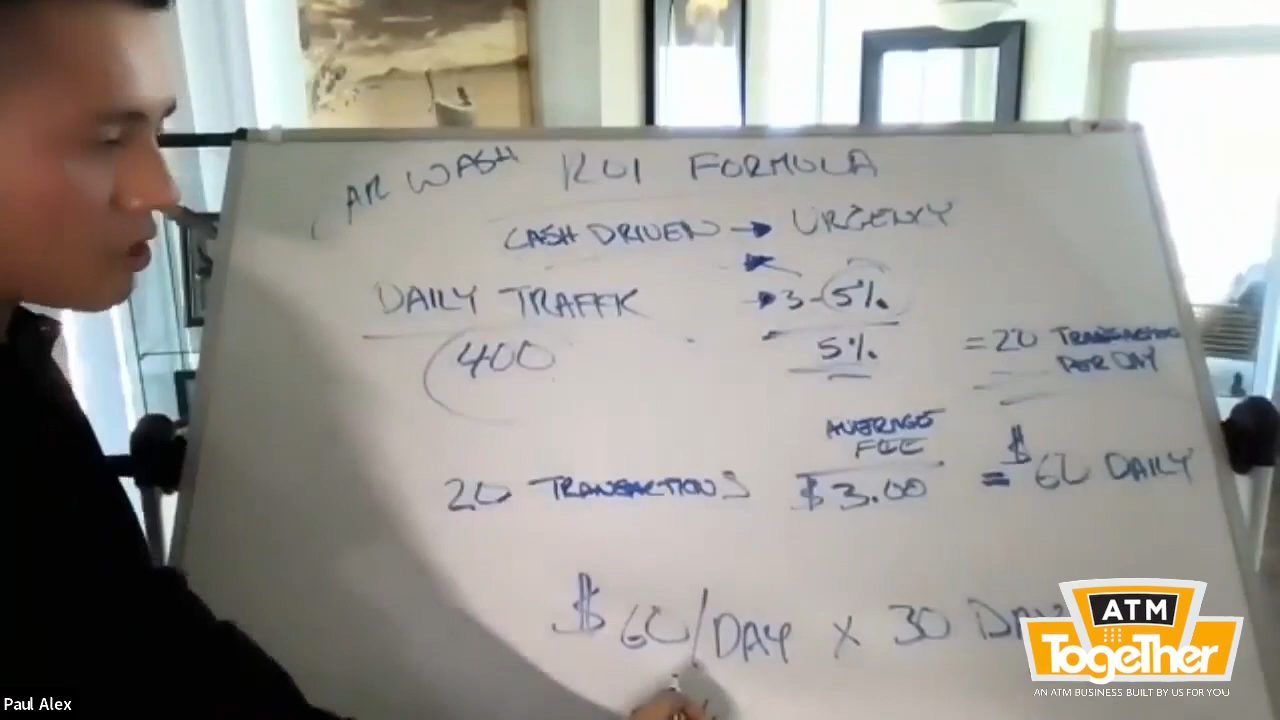 CAR WASH ROI FORMULA
CASH DRIVEN → URGENCY
DAILY TRAFFIC → 3-5%
400 5% = 20 TRANSACTIONS
PER DAY
AVERAGE
FEE
20 TRANSACTIONS $3.00 = $60 DAILY
$60/DAY X 30 DAY
ATM
TogeTher
AN ATM BUSINESS BUILT BY US FOR YOU
Paul Alex